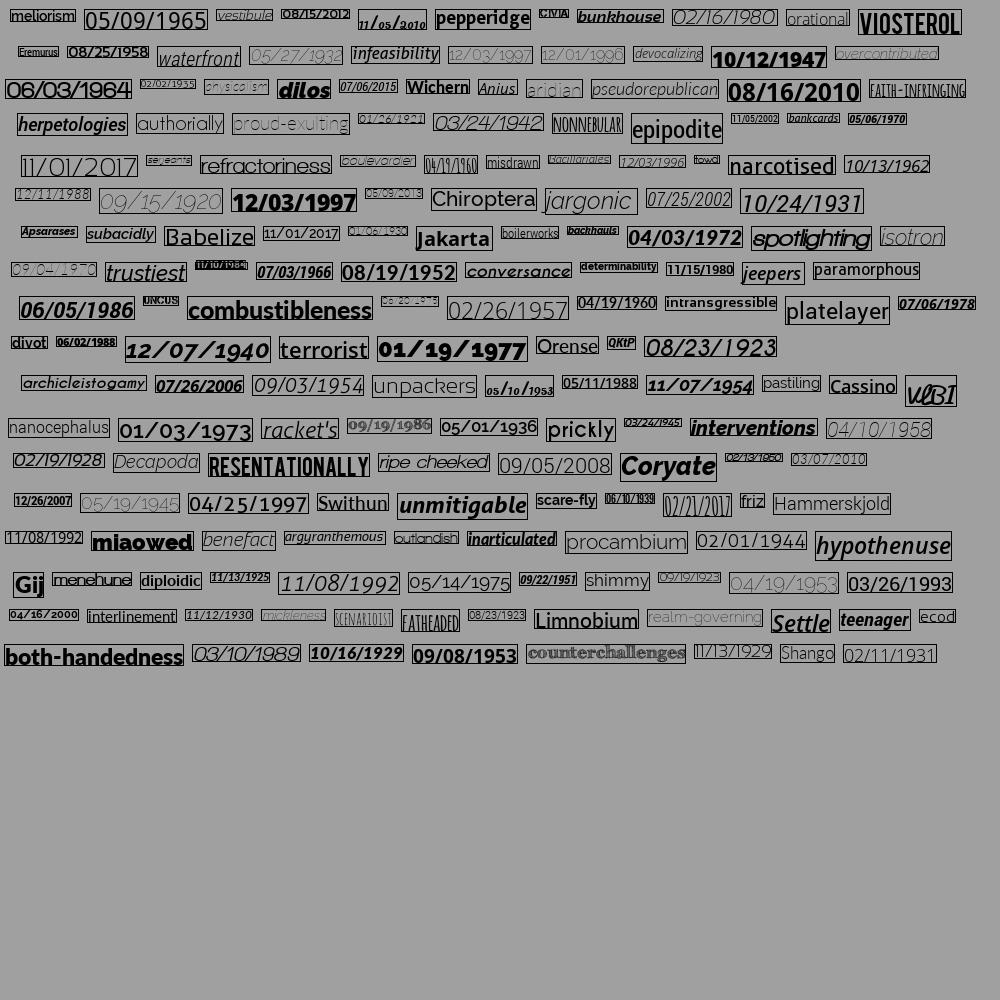 meliorism 05/09/1965 vestibule 08/15/2012 11/05/2010 pepperidge CIVIA bunkhouse 02/16/1980 orational VIOSTEROL
Eremurus 08/25/1958 waterfront 05/27/1932 infeasibility 12/03/1997 12/01/1996 devocalizing 10/12/1947 overcontributed
06/03/1964 02/02/1935 physicalism dilos 07/06/2015 Wichern Anius aridian pseudorepublican 08/16/2010 FAITH-INFRINGING
herpetologies authorially proud-exulting 01/26/1921 03/24/1942 NONNEBULAR epipodite 11/05/2002 bankcards 05/06/1970
11/01/2017 serjeants refractoriness boulevardier 04/19/1960 misdrawn Bacillariales 12/03/1996 towd narcotised 10/13/1962
12/11/1988 09/15/1920 12/03/1997 05/09/2013 Chiroptera jargonic 07/25/2002 10/24/1931
Apsarases subacidly Babelize 11/01/2017 01/06/1930 Jakarta boilerworks bachhauls 04/03/1972 spotlighting isotron
09/04/1970 trustiest 11/10/1984 07/03/1966 08/19/1952 conversance determinability 11/15/1980 jeepers paramorphous
06/05/1986 UNCUS combustibleness 06/20/1975 02/26/1957 04/19/1960 intransgressible platelayer 07/06/1978
divot 06/02/1988 12/07/1940 terrorist 01/19/1977 Orense QKtP 08/23/1923
archicleistogamy 07/26/2006 09/03/1954 unpackers 05/10/1953 05/11/1988 11/07/1954 pastiling Cassino VLBI
nanocephalus 01/03/1973 racket's 09/19/1986 05/01/1936 prickly 03/24/1945 interventions 04/10/1958
02/19/1928 Decapoda RESENTATIONALLY ripe cheeked 09/05/2008 Coryate 02/13/1950 03/07/2010
12/26/2007 05/19/1945 04/25/1997 Swithun unmitigable scare-fly 06/10/1939 02/21/2017 friz Hammerskjold
11/08/1992 miaowed benefact argyranthemous outlandish inarticulated procambium 02/01/1944 hypothenuse
Gij menehune diploidic 11/13/1925 11/08/1992 05/14/1975 09/22/1951 shimmy 09/19/1923 04/19/1953 03/26/1993
04/16/2000 interlinement 11/12/1930 mickleness SCENARIOIST FATHEADED 08/23/1923 Limnobium realm-governing Settle teenager ecod
both-handedness 03/10/1989 10/16/1929 09/08/1953 counterchallenges 11/13/1929 Shango 02/11/1931